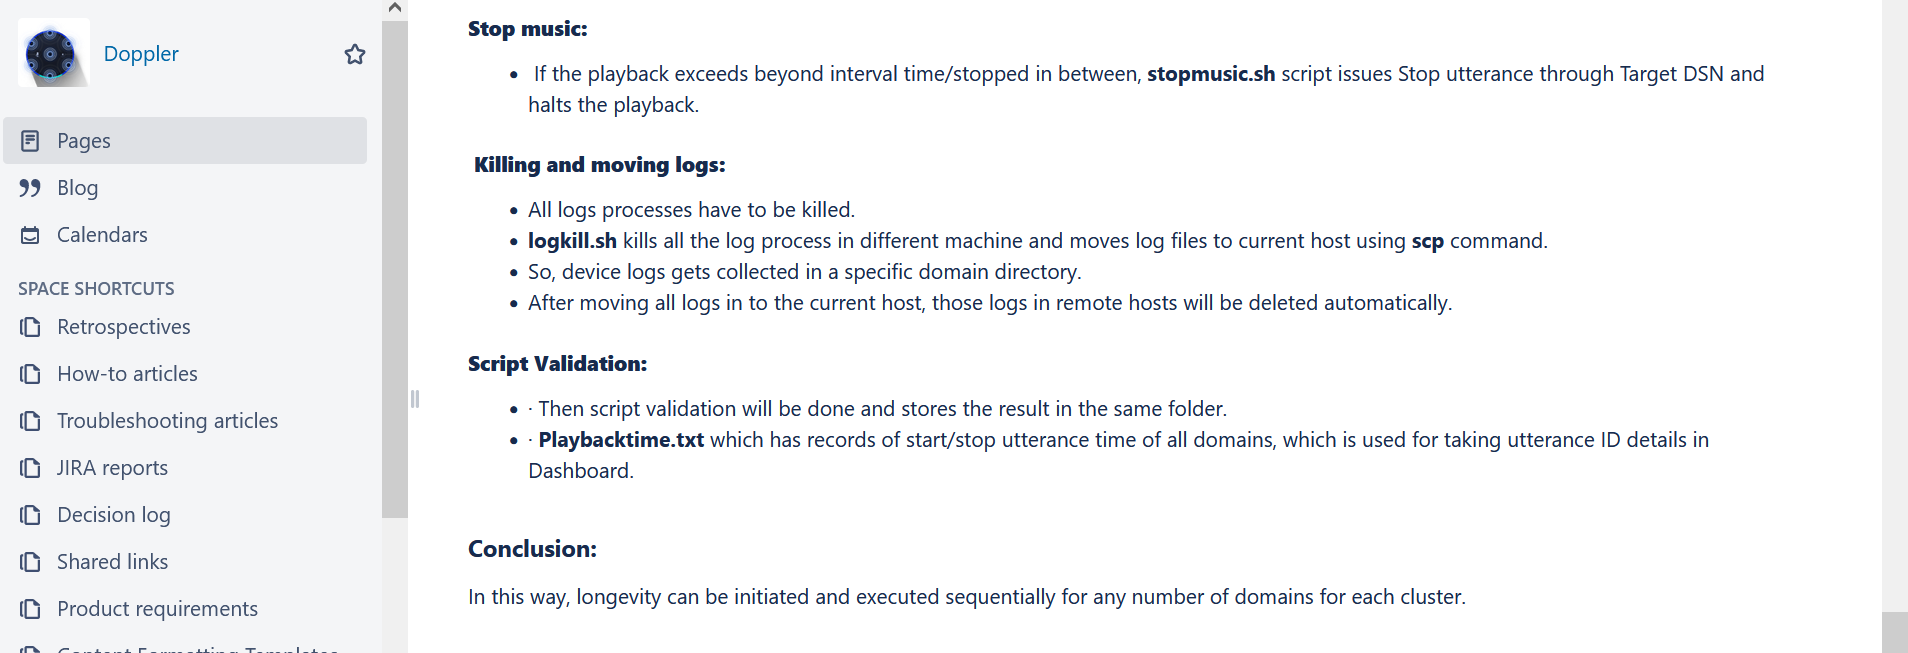 Doppler
Pages
Blog
Calendars
SPACE SHORTCUTS
Retrospectives
How-to articles
Troubleshooting articles
JIRA reports
Decision log
Shared links
Product requirements
Content Formatting Templates
Stop music:
If the playback exceeds beyond interval time/stopped in between, stopmusic.sh script issues Stop utterance through Target DSN and
halts the playback.
Killing and moving logs:
All logs processes have to be killed.
logkill.sh kills all the log process in different machine and moves log files to current host using scp command.
So, device logs gets collected in a specific domain directory.
After moving all logs in to the current host, those logs in remote hosts will be deleted automatically.
Script Validation:
· Then script validation will be done and stores the result in the same folder.
· Playbacktime.txt which has records of start/stop utterance time of all domains, which is used for taking utterance ID details in
Dashboard.
Conclusion:
In this way, longevity can be initiated and executed sequentially for any number of domains for each cluster.